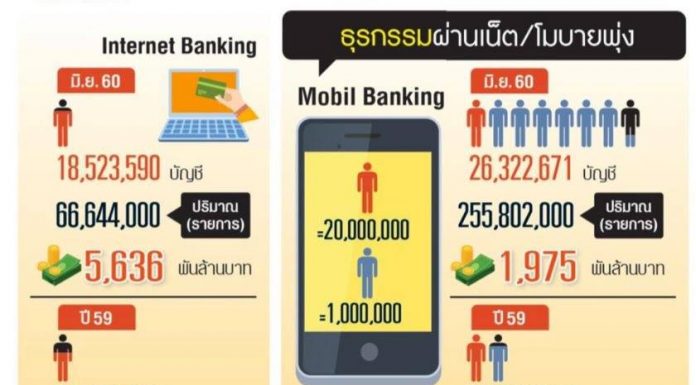 ธุรกรรมผ่านเน็ต/โมบายพุ่ง
Internet Banking
มิ.ย. 60
18,523,590 บัญชี
66,644,000 ปริมาณ (รายการ)
5,636 พันล้านบาท
ปี 59
Mobil Banking
=20,000,000
=1,000,000
มิ.ย. 60
26,322,671 บัญชี
255,802,000 ปริมาณ (รายการ)
1,975 พันล้านบาท
ปี 59